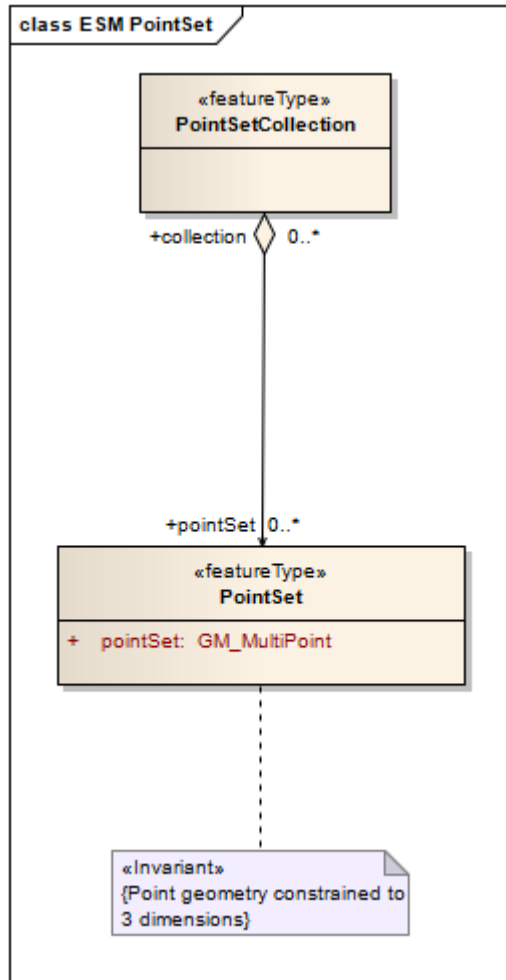 class ESM PointSet
«featureType»
PointSetCollection
+collection 0..*
+pointSet 0..*
«featureType»
PointSet
+ pointSet: GM_MultiPoint
«Invariant»
{Point geometry constrained to
3 dimensions}